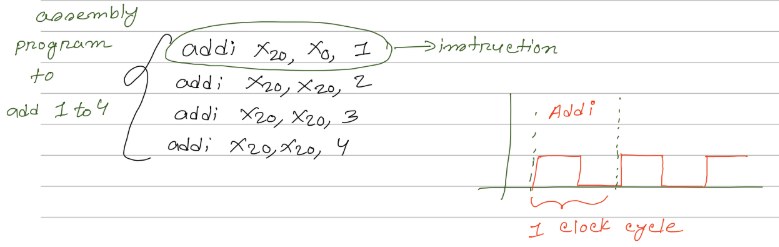 assembly
program
to
add 1 to 4
addi x20, x0, 1 → instruction
addi x20, x20, 2
addi x20, x20, 3
addi x20, x20, 4
Addi
1 clock cycle